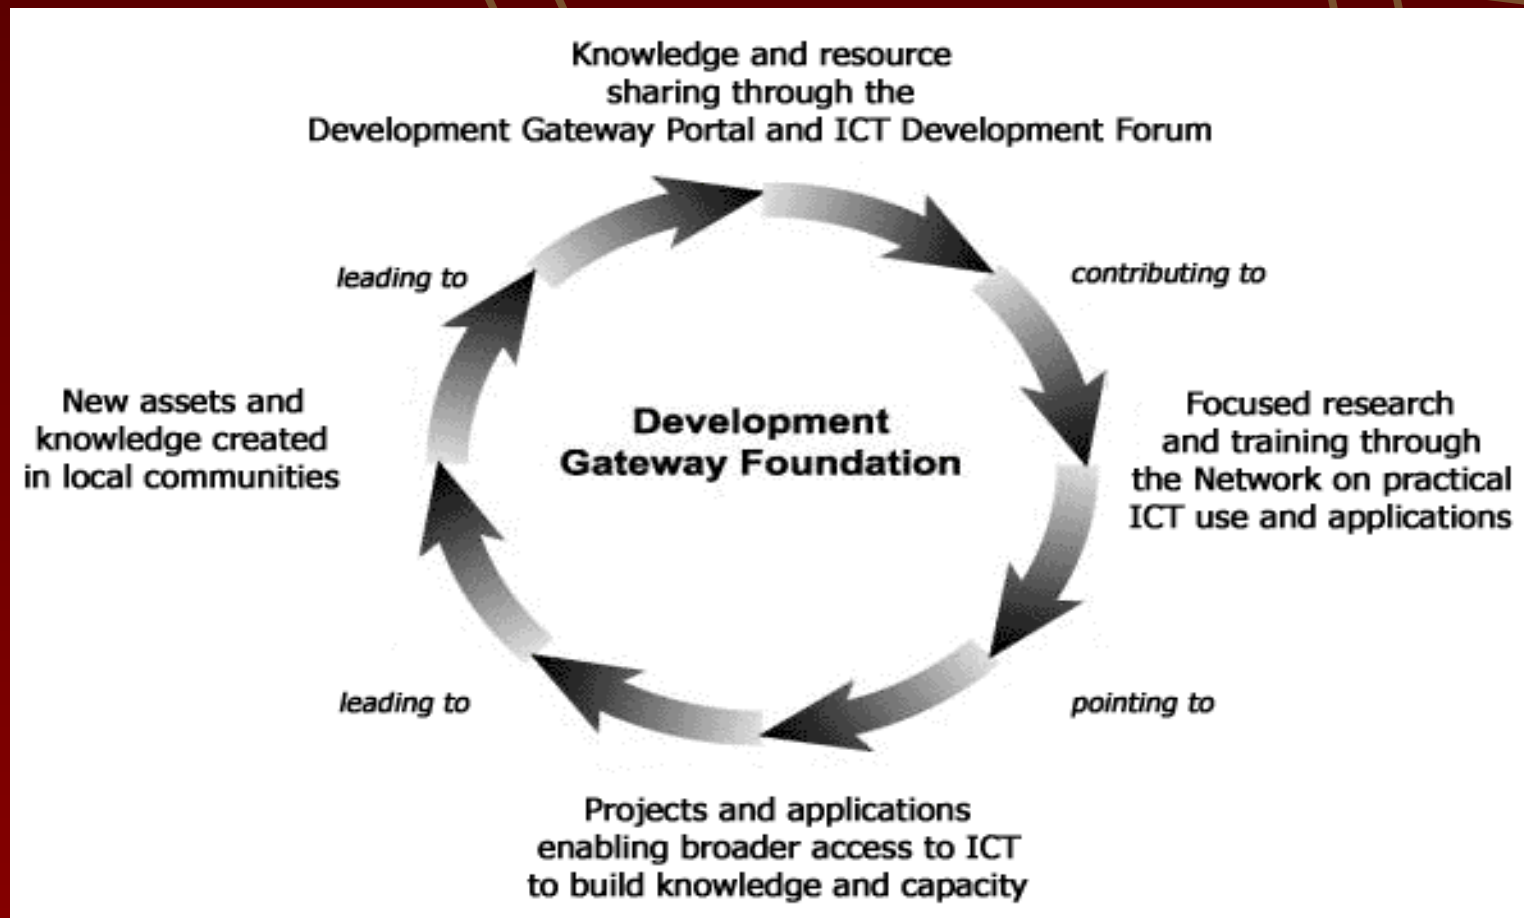 Knowledge and resource
sharing through the
Development Gateway Portal and ICT Development Forum
leading to
contributing to
New assets and
knowledge created
in local communities
Development
Gateway Foundation
Focused research
and training through
the Network on practical
ICT use and applications
leading to
pointing to
Projects and applications
enabling broader access to ICT
to build knowledge and capacity